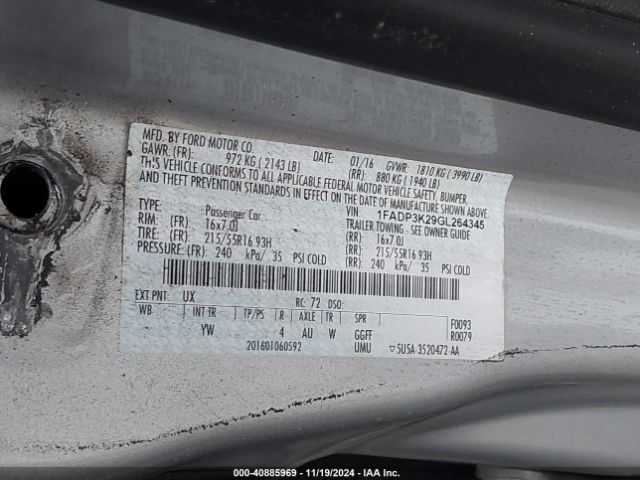 MFD. BY FORD MOTOR CO.
DATE: 01/16 GVWR: 1810 KG ( 3990 LB)
GAWR: (FR): 972 KG ( 2143 LB) (RR): 880 KG ( 1940 LB)
THIS VEHICLE CONFORMS TO ALL APPLICABLE FEDERAL MOTOR VEHICLE SAFETY, BUMPER,
AND THEFT PREVENTION STANDARDS IN EFFECT ON THE DATE OF MANUFACTURE SHOWN ABOVE.
VIN: 1FADP3K29GL264345
TYPE: Passenger Car TRAILER TOWING - SEE OWNER GUIDE
RIM: (FR) 16x7.0J (RR): 16x7.0J
TIRE: (FR): 215/55R16 93H (RR): 215/55R16 93H
PRESSURE: (FR) 240 kPa/ 35 PSI COLD (RR): 240 kPa/ 35 PSI COLD
EXT PNT: UX RC: 72 DSO:
WB INT TR TP/PS R AXLE TR SPR F0093
YW 4 AU W GGFF R0079
201601060592 UMU ▽ 5U5A-3520472-AA
000-40885969 - 11/19/2024 - IAA Inc.